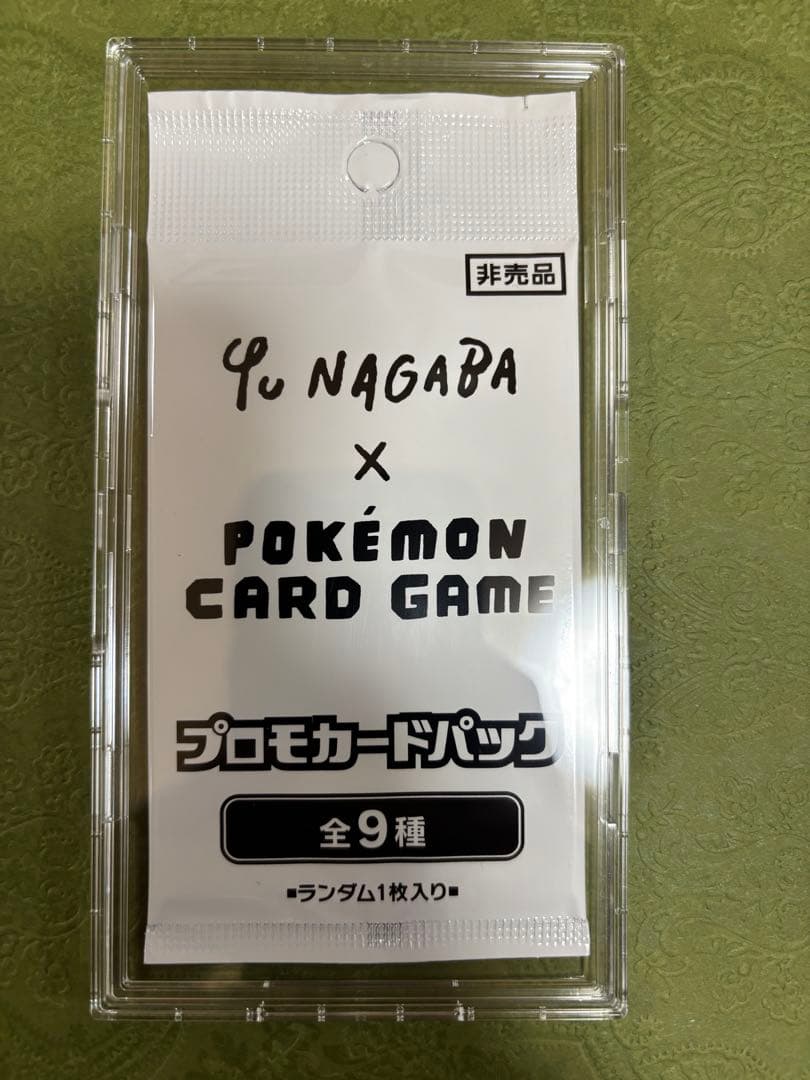 非売品
Yu NAGABA
×
POKÉMON
CARD GAME
プロモカードパック
全9種
▪ランダム1枚入り▪